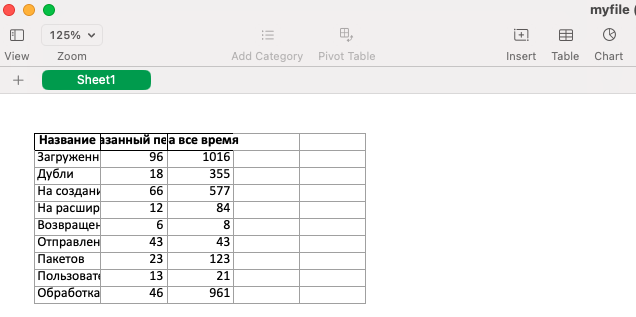 myfile (
125%
View Zoom Add Category Pivot Table Insert Table Chart
+ Sheet1
Название азанный пе а все время
Загруженн 96 1016
Дубли 18 355
На создани 66 577
На расшир 12 84
Возвращен 6 8
Отправлен 43 43
Пакетов 23 123
Пользовате 13 21
Обработка 46 961